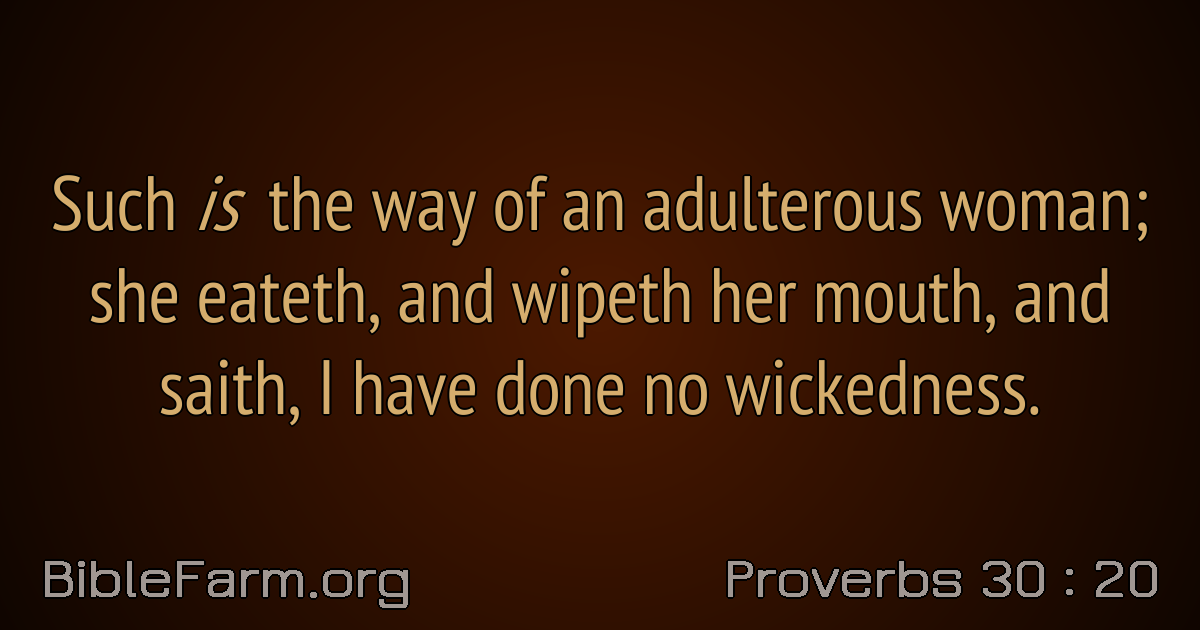 Such is the way of an adulterous woman;
she eateth, and wipeth her mouth, and
saith, I have done no wickedness.
BibleFarm.org
Proverbs 30 : 20